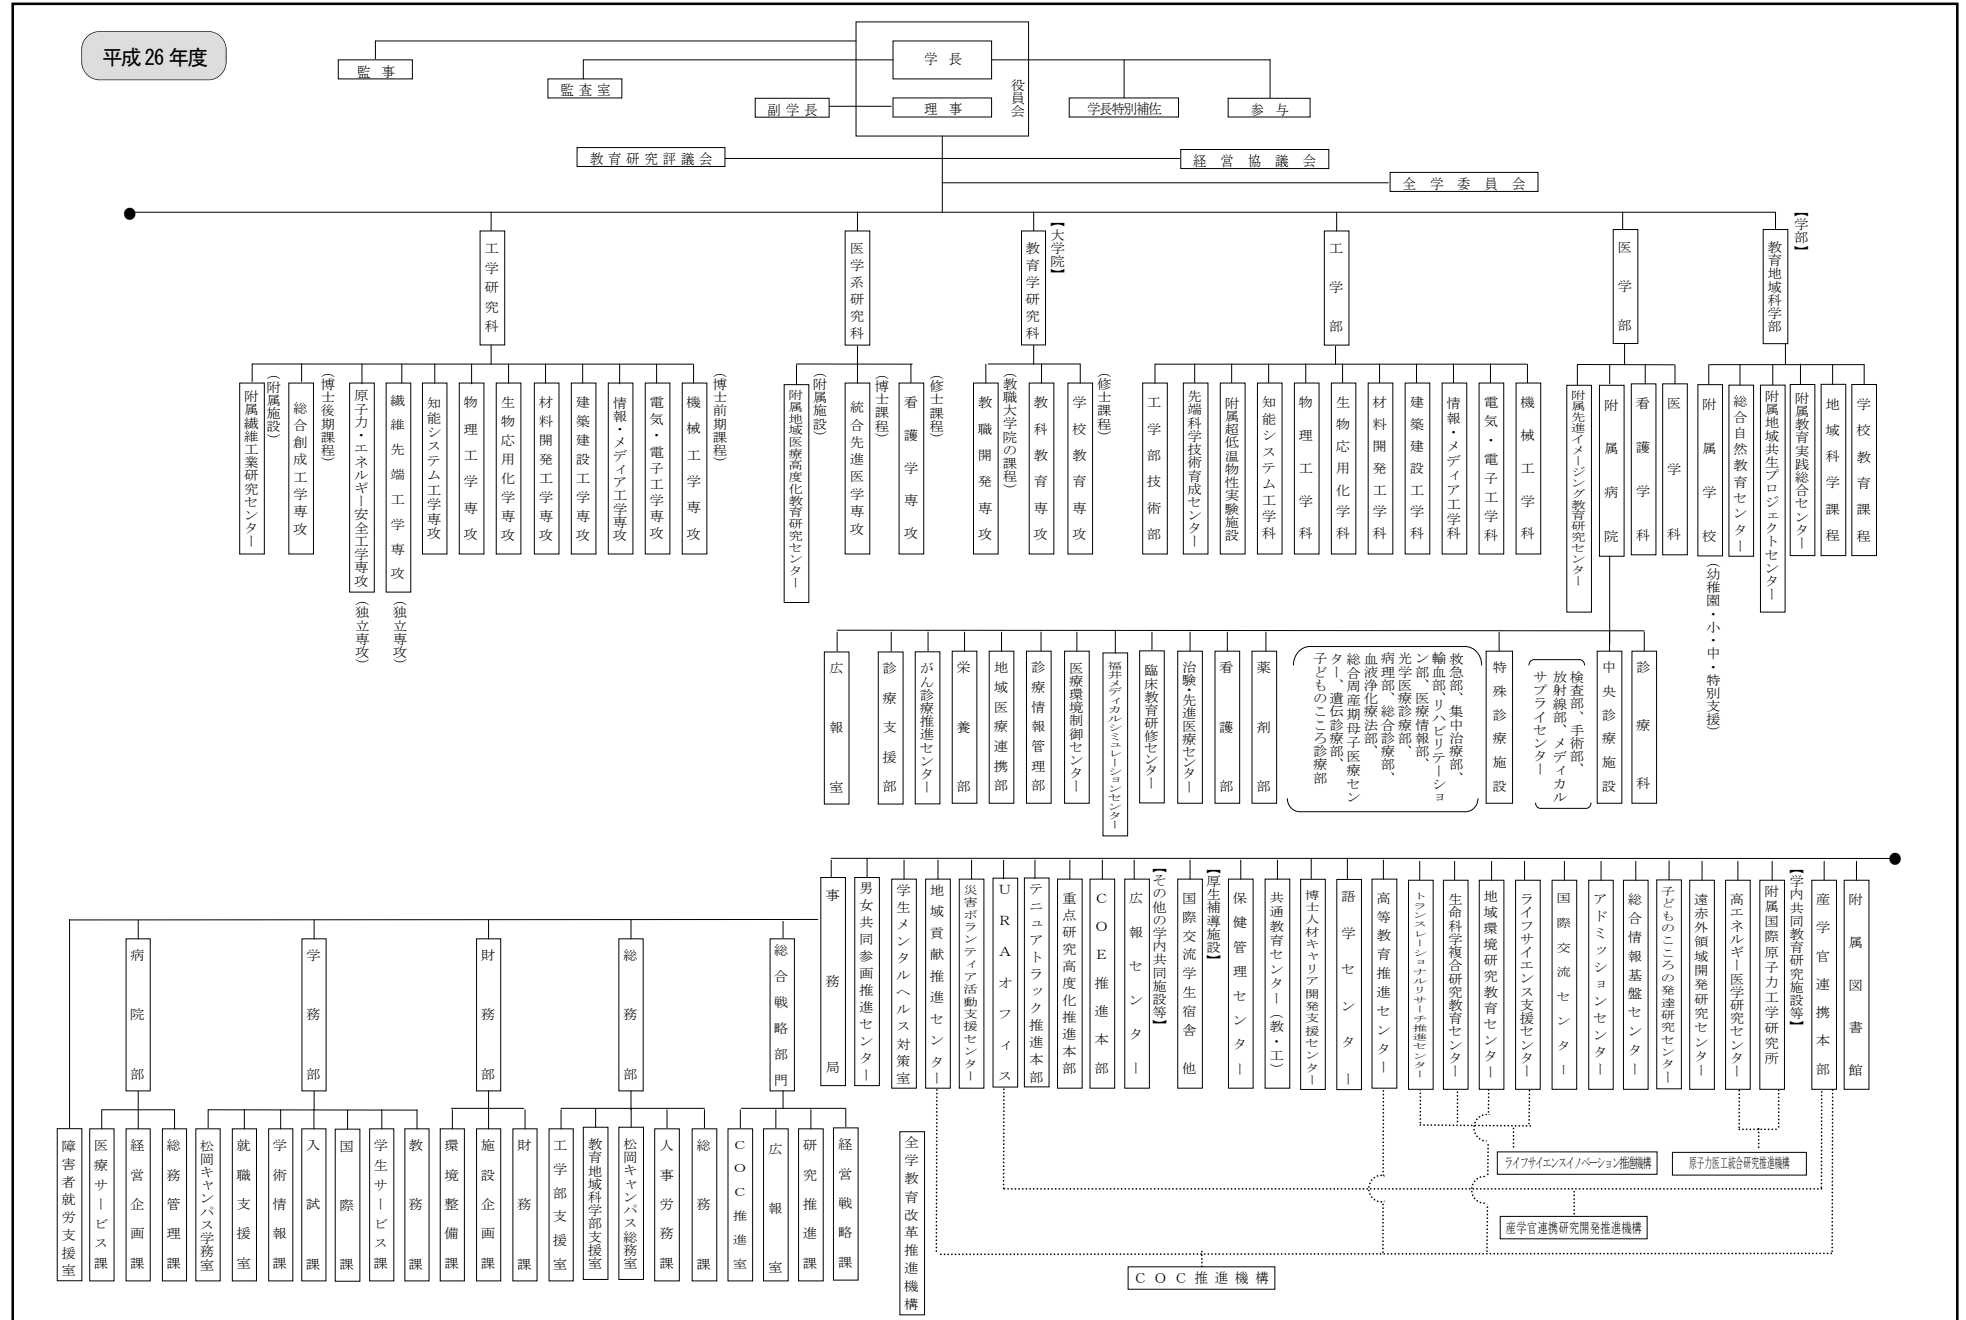 平成26年度
学長
役員会
監事
監査室
副学長
理事
学長特別補佐
参与
教育研究評議会
経営協議会
全学委員会
【学部】
教育地域科学部
学校教育課程
地域科学課程
附属教育実践総合センター
附属地域共生プロジェクトセンター
総合自然教育センター
附属学校
(幼稚園・小・中・特別支援)
医学部
医学科
看護学科
附属病院
附属先進イメージング教育研究センター
工学部
機械工学科
電気・電子工学科
情報・メディア工学科
建築建設工学科
材料開発工学科
生物応用化学科
物理工学科
知能システム工学科
附属超低温物性実験施設
先端科学技術育成センター
工学部技術部
【大学院】
教育学研究科
(修士課程)
学校教育専攻
教科教育専攻
(教職大学院の課程)
教職開発専攻
医学系研究科
(修士課程)
看護学専攻
(博士課程)
統合先進医学専攻
(附属施設)
附属地域医療高度化教育研究センター
工学研究科
(博士前期課程)
機械工学専攻
電気・電子工学専攻
情報・メディア工学専攻
建築建設工学専攻
材料開発工学専攻
生物応用化学専攻
物理工学専攻
知能システム工学専攻
繊維先端工学専攻
(独立専攻)
原子力・エネルギー安全工学専攻
(独立専攻)
(博士後期課程)
総合創成工学専攻
(附属施設)
附属繊維工業研究センター
診療科
中央診療施設
検査部、手術部、
放射線部、メディカル
サプライセンター
特殊診療施設
救急部、集中治療部、
輸血部、リハビリテーショ
ン部、医療情報部、
光学医療診療部、
病理部、総合診療部、
血液浄化療法部、
総合周産期母子医療セン
ター、遺伝診療部、
子どものこころ診療部
薬剤部
看護部
治験・先進医療センター
臨床教育研修センター
福井メディカルシミュレーションセンター
医療環境制御センター
診療情報管理部
地域医療連携部
栄養部
がん診療推進センター
診療支援部
広報室
附属図書館
産学官連携本部
【学内共同教育研究施設等】
附属国際原子力工学研究所
高エネルギー医学研究センター
遠赤外領域開発研究センター
子どものこころの発達研究センター
総合情報基盤センター
アドミッションセンター
国際交流センター
ライフサイエンス支援センター
地域環境研究教育センター
生命科学複合研究教育センター
トランスレーショナルリサーチ推進センター
高等教育推進センター
語学センター
博士人材キャリア開発支援センター
共通教育センター(教・工)
保健管理センター
【厚生補導施設】
国際交流学生宿舎 他
【その他の学内共同施設等】
広報センター
COE推進本部
重点研究高度化推進本部
テニュアトラック推進本部
URAオフィス
災害ボランティア活動支援センター
地域貢献推進センター
学生メンタルヘルス対策室
男女共同参画推進センター
事務局
総合戦略部門
経営戦略課
研究推進課
広報室
COC推進室
総務部
総務課
人事労務課
松岡キャンパス総務室
教育地域科学部支援室
工学部支援室
財務部
財務課
施設企画課
環境整備課
学務部
教務課
学生サービス課
国際課
入試課
学術情報課
就職支援室
松岡キャンパス学務室
病院部
総務管理課
経営企画課
医療サービス課
障害者就労支援室
全学教育改革推進機構
ライフサイエンスイノベーション推進機構
原子力医工統合研究推進機構
産学官連携研究開発推進機構
COC推進機構